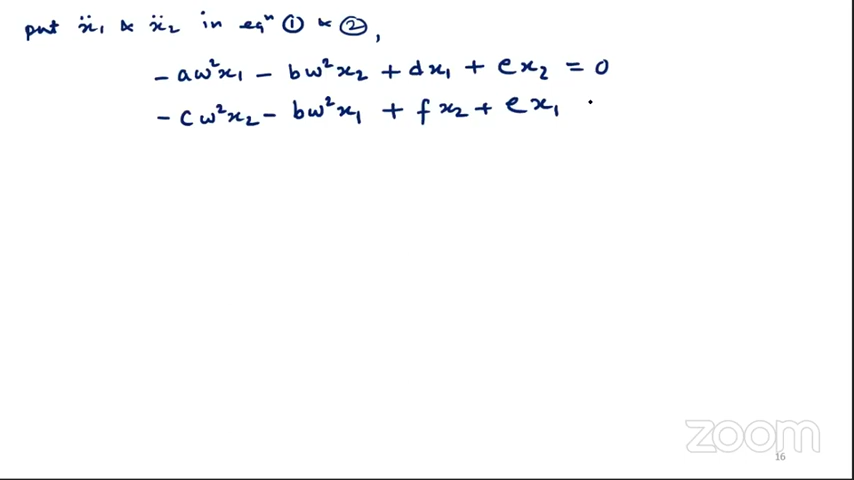 put ẍ₁ & ẍ₂ in eqⁿ ① & ②,
- aω²x₁ - bω²x₂ + dx₁ + ex₂ = 0
- cω²x₂ - bω²x₁ + fx₂ + ex₁
zoom
16